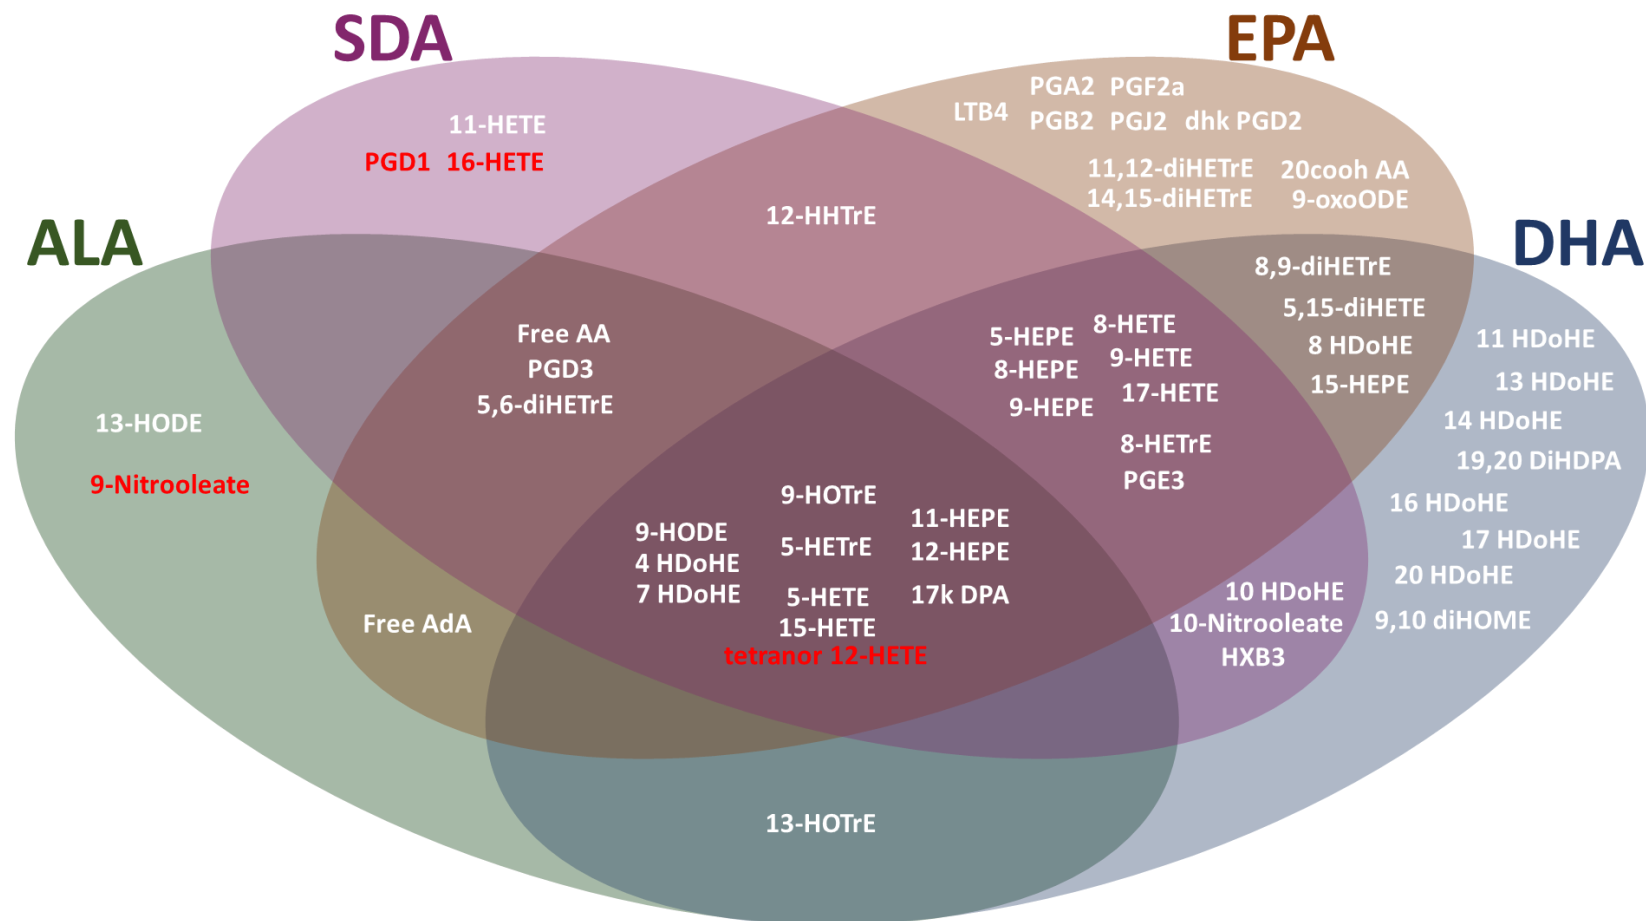 SDA
EPA
ALA
DHA
11-HETE
PGD1 16-HETE
13-HODE
9-Nitrooleate
12-HHTrE
LTB4
PGA2 PGF2a
PGB2 PGJ2 dhk PGD2
11,12-diHETrE 20cooh AA
14,15-diHETrE 9-oxoODE
8,9-diHETrE
5,15-diHETE
8 HDoHE
15-HEPE
Free AA
PGD3
5,6-diHETrE
5-HEPE 8-HETE
8-HEPE 9-HETE
9-HEPE 17-HETE
8-HETrE
PGE3
11 HDoHE
13 HDoHE
14 HDoHE
19,20 DiHDPA
16 HDoHE
17 HDoHE
20 HDoHE
9,10 diHOME
9-HOTrE
9-HODE 5-HETrE 11-HEPE
4 HDoHE 12-HEPE
7 HDoHE 5-HETE 17k DPA
15-HETE
tetranor 12-HETE
Free AdA
10 HDoHE
10-Nitrooleate
HXB3
13-HOTrE